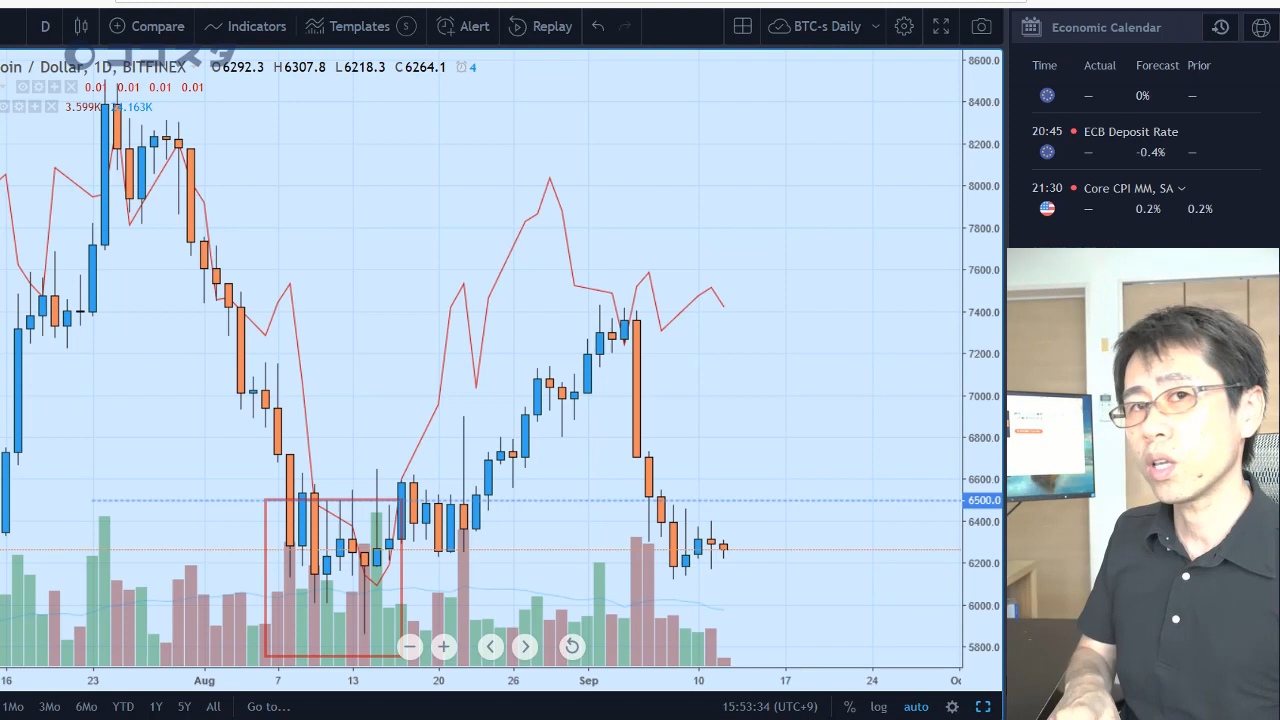 D Compare Indicators Templates S Alert Replay BTC-s Daily
oin / Dollar, 1D, BITFINEX O6292.3 H6307.8 L6218.3 C6264.1 4
0.01 0.01 0.01 0.01
3.599K
8600.0
8400.0
8200.0
8000.0
7800.0
7600.0
7400.0
7200.0
7000.0
6800.0
6600.0
6500.0
6400.0
6200.0
6000.0
5800.0
16 23 Aug 7 13 20 26 Sep 10 17 24 Oc
1Mo 3Mo 6Mo YTD 1Y 5Y All Go to... 15:53:34 (UTC+9) % log auto
Economic Calendar
Time Actual Forecast Prior
— 0% —
20:45 ECB Deposit Rate
— -0.4% —
21:30 Core CPI MM, SA
— 0.2% 0.2%